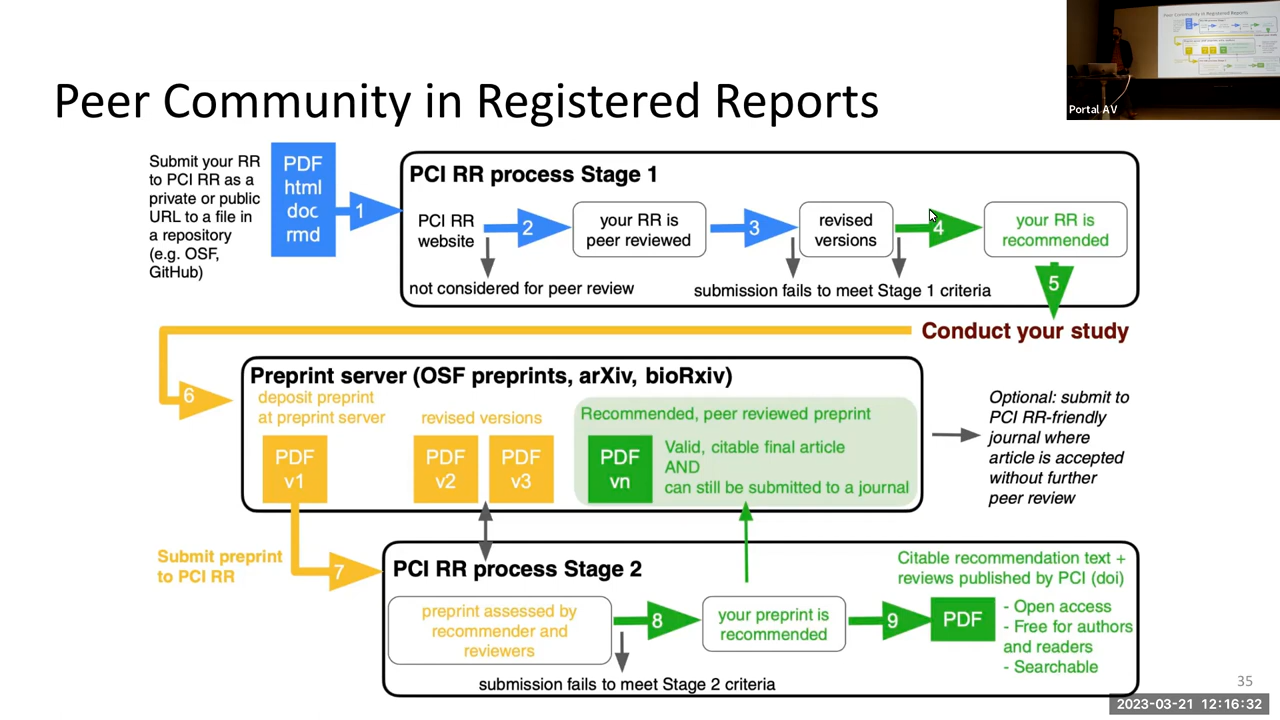 Peer Community in Registered Reports
Portal AV
Submit your RR
to PCI RR as a
private or public
URL to a file in
a repository
(e.g. OSF,
GitHub)
PDF
html
doc
rmd
1
PCI RR process Stage 1
PCI RR
website
2
your RR is
peer reviewed
3
revised
versions
4
your RR is
recommended
not considered for peer review
submission fails to meet Stage 1 criteria
5
Conduct your study
6
Preprint server (OSF preprints, arXiv, bioRxiv)
deposit preprint
at preprint server
revised versions
Recommended, peer reviewed preprint
PDF
v1
PDF
v2
PDF
v3
PDF
vn
Valid, citable final article
AND
can still be submitted to a journal
Optional: submit to
PCI RR-friendly
journal where
article is accepted
without further
peer review
Submit preprint
to PCI RR
7
PCI RR process Stage 2
preprint assessed by
recommender and
reviewers
8
your preprint is
recommended
9
Citable recommendation text +
reviews published by PCI (doi)
PDF
- Open access
- Free for authors
and readers
- Searchable
submission fails to meet Stage 2 criteria
35
2023-03-21 12:16:32